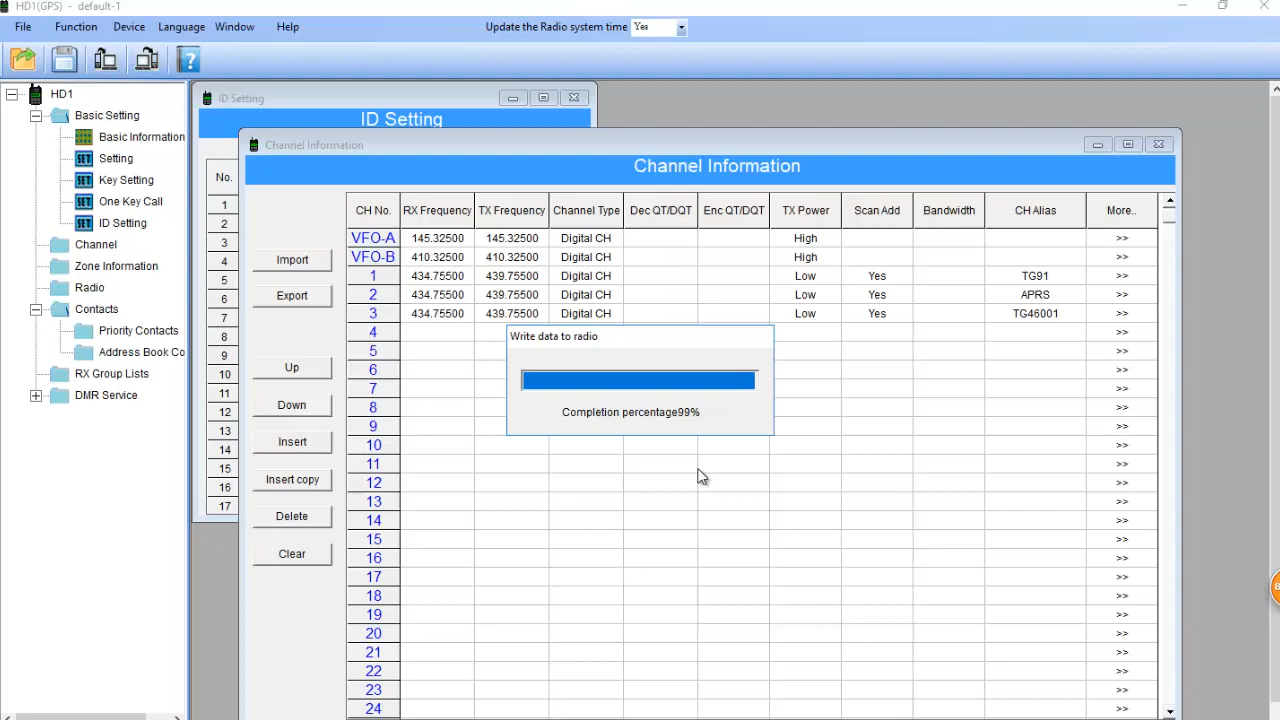 HD1(GPS) - default-1
File Function Device Language Window Help Update the Radio system time Yes
?
HD1
Basic Setting
Basic Information
SET Setting
SET Key Setting
SET One Key Call
SET ID Setting
Channel
Zone Information
Radio
Contacts
Priority Contacts
Address Book Co
RX Group Lists
DMR Service
ID Setting
ID Setting
No.
1
2
3
4
5
6
7
8
9
10
11
12
13
14
15
16
17
Channel Information
Channel Information
Import
Export
Up
Down
Insert
Insert copy
Delete
Clear
CH No. RX Frequency TX Frequency Channel Type Dec QT/DQT Enc QT/DQT TX Power Scan Add Bandwidth CH Alias More..
VFO-A 145.32500 145.32500 Digital CH High >>
VFO-B 410.32500 410.32500 Digital CH High >>
1 434.75500 439.75500 Digital CH Low Yes TG91 >>
2 434.75500 439.75500 Digital CH Low Yes APRS >>
3 434.75500 439.75500 Digital CH Low Yes TG46001 >>
4 >>
5 >>
6 >>
7 >>
8 >>
9 >>
10 >>
11 >>
12 >>
13 >>
14 >>
15 >>
16 >>
17 >>
18 >>
19 >>
20 >>
21 >>
22 >>
23 >>
24 >>
Write data to radio
Completion percentage99%